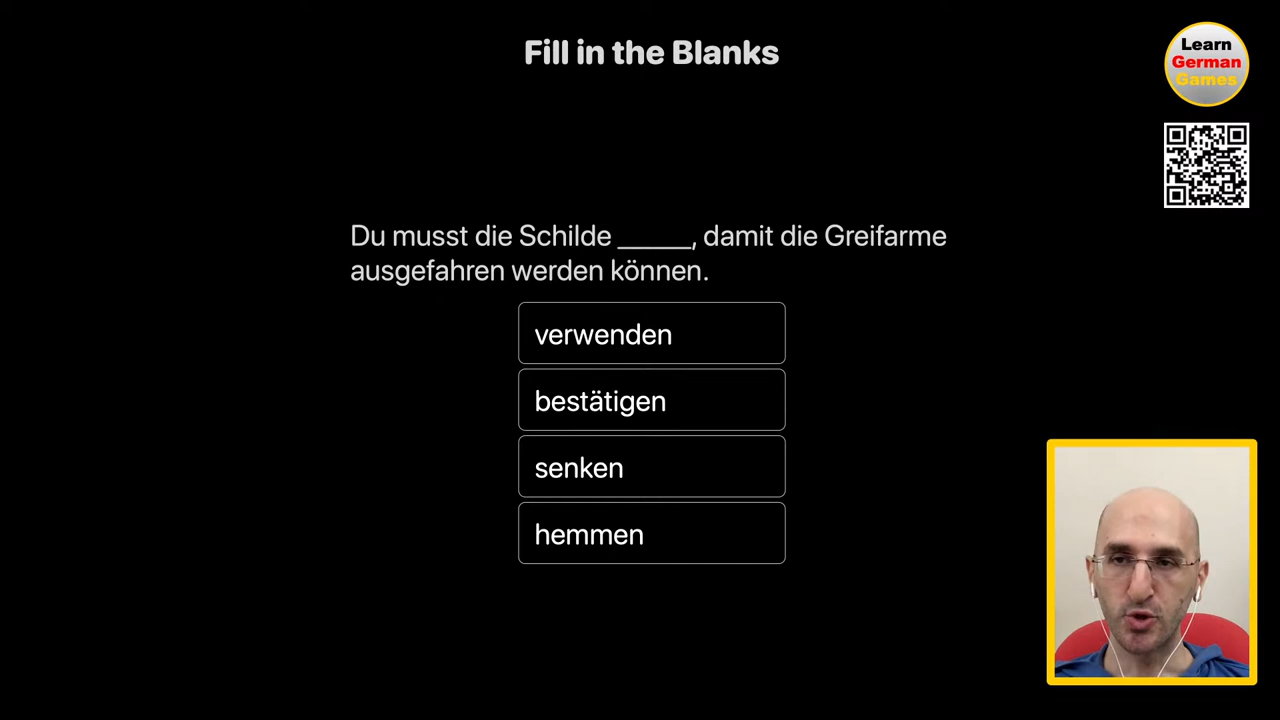 Fill in the Blanks
Learn
German
Games
Du musst die Schilde ______, damit die Greifarme
ausgefahren werden können.
verwenden
bestätigen
senken
hemmen